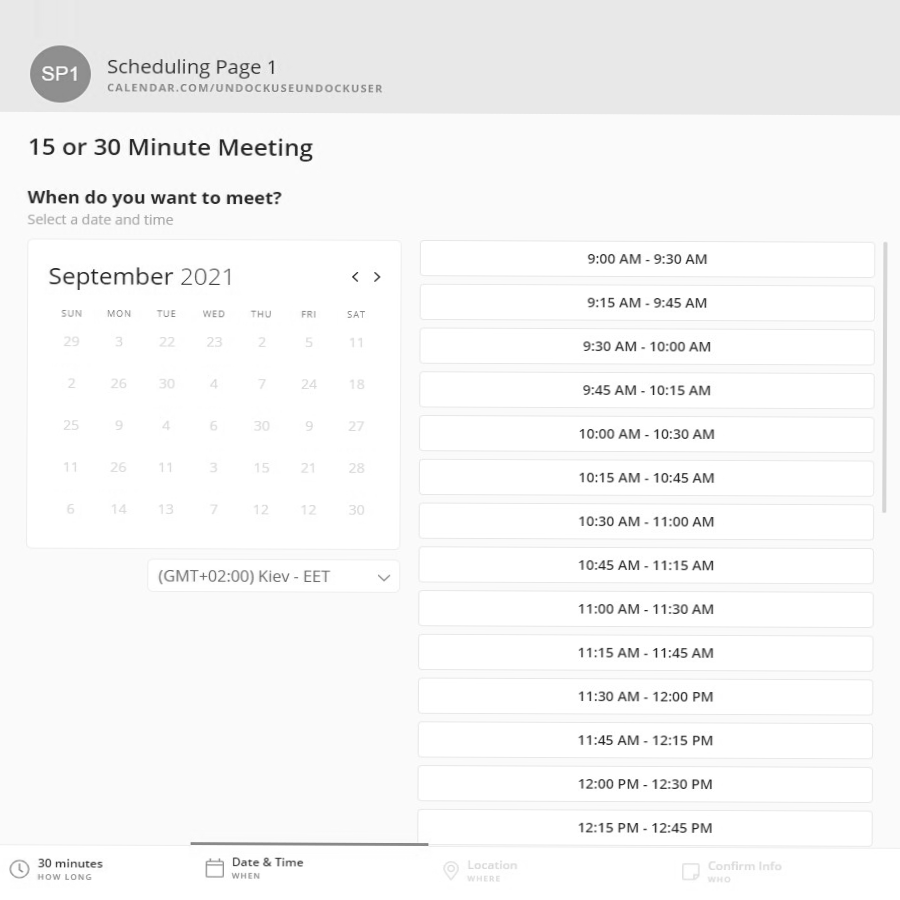 SP1
Scheduling Page 1
CALENDAR.COM/UNDOCKUSEUNDOCKUSER
15 or 30 Minute Meeting
When do you want to meet?
Select a date and time
September 2021 < >
SUN MON TUE WED THU FRI SAT
29 3 22 23 2 5 11
2 26 30 4 7 24 18
25 9 4 6 30 9 27
11 26 11 3 15 21 28
6 14 13 7 12 12 30
(GMT+02:00) Kiev - EET
9:00 AM - 9:30 AM
9:15 AM - 9:45 AM
9:30 AM - 10:00 AM
9:45 AM - 10:15 AM
10:00 AM - 10:30 AM
10:15 AM - 10:45 AM
10:30 AM - 11:00 AM
10:45 AM - 11:15 AM
11:00 AM - 11:30 AM
11:15 AM - 11:45 AM
11:30 AM - 12:00 PM
11:45 AM - 12:15 PM
12:00 PM - 12:30 PM
12:15 PM - 12:45 PM
30 minutes
HOW LONG
Date & Time
WHEN
Location
WHERE
Confirm Info
WHO